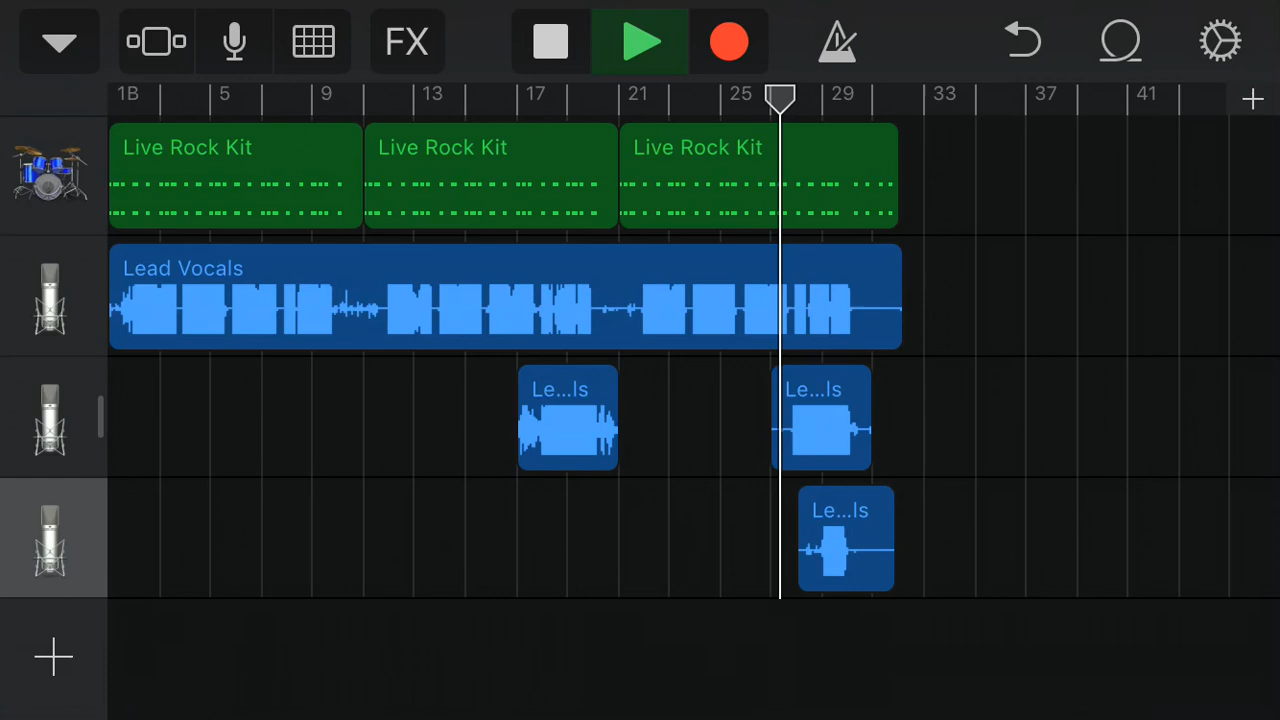 FX
1B 5 9 13 17 21 25 29 33 37 41
Live Rock Kit Live Rock Kit Live Rock Kit
Lead Vocals
Le...ls Le...ls
Le...ls